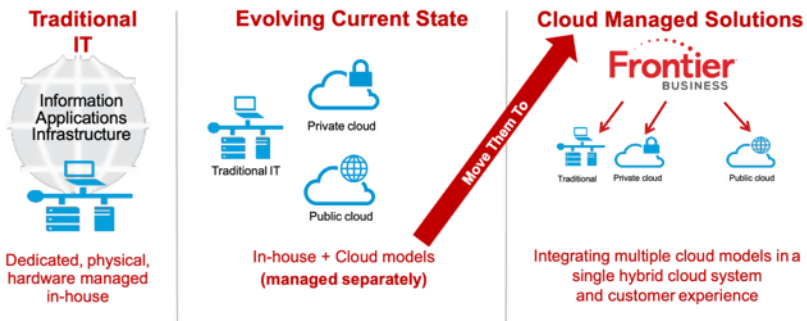 Traditional
IT
Information
Applications
Infrastructure
Dedicated, physical,
hardware managed
in-house
Evolving Current State
Private cloud
Traditional IT
Public cloud
In-house + Cloud models
(managed separately)
Move Them To
Cloud Managed Solutions
Frontier
BUSINESS
Traditional
Private cloud
Public cloud
Integrating multiple cloud models in a
single hybrid cloud system
and customer experience